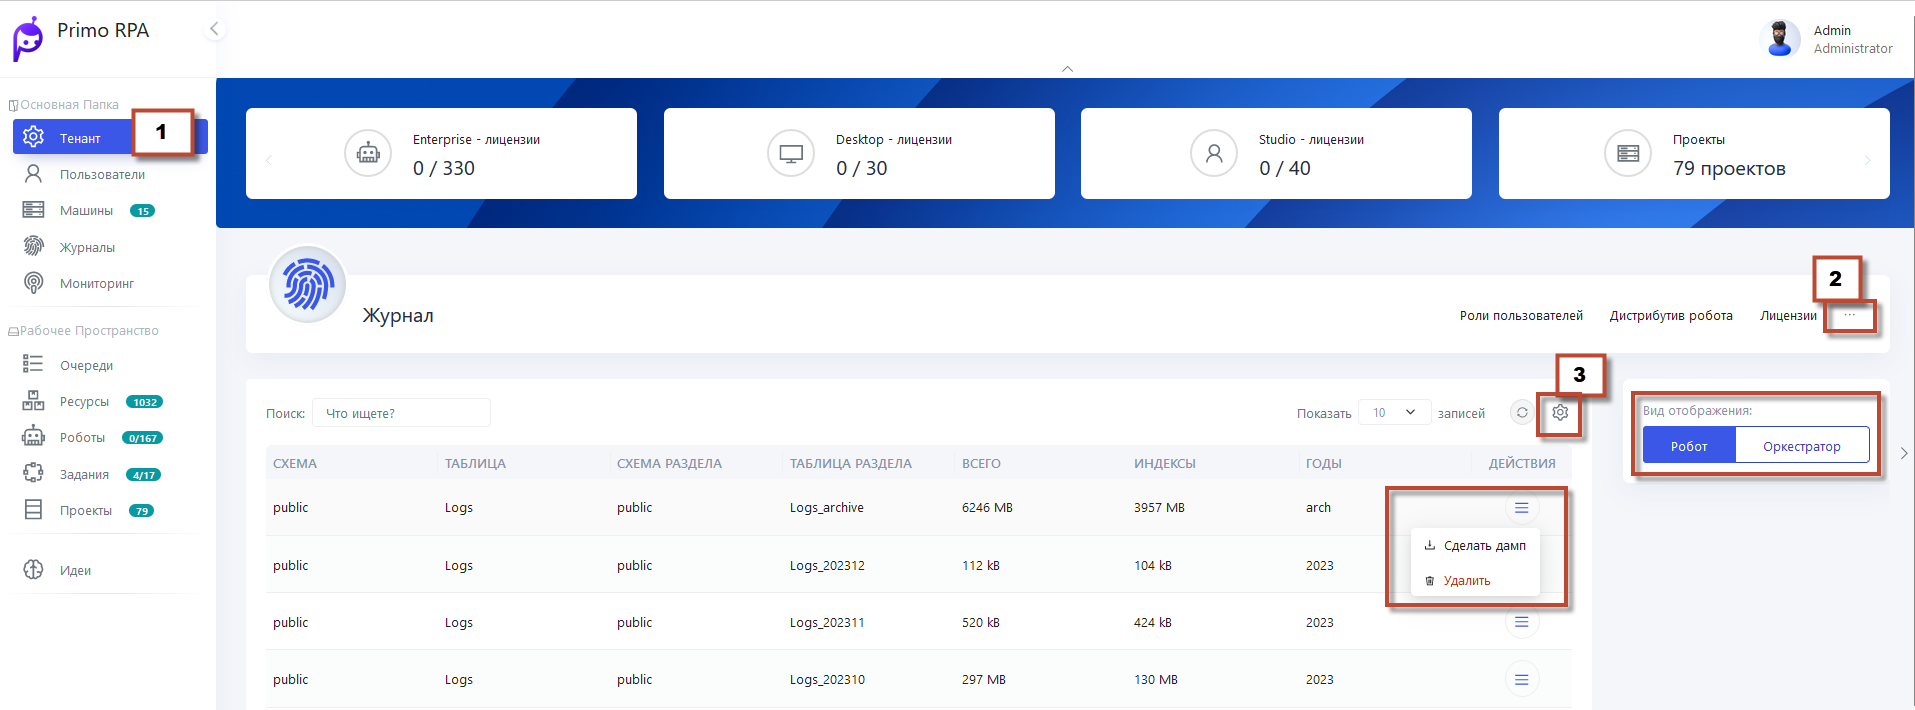 Primo RPA
Admin
Administrator
Основная Папка
Тенант
1
Пользователи
Машины 15
Журналы
Мониторинг
Рабочее Пространство
Очереди
Ресурсы 1032
Роботы 0/167
Задания 4/17
Проекты 79
Идеи
Enterprise - лицензии
0 / 330
Desktop - лицензии
0 / 30
Studio - лицензии
0 / 40
Проекты
79 проектов
2
Журнал
Роли пользователей Дистрибутив робота Лицензии ...
3
Поиск: Что ищете? Показать 10 записей
Вид отображения:
Робот Оркестратор
СХЕМА ТАБЛИЦА СХЕМА РАЗДЕЛА ТАБЛИЦА РАЗДЕЛА ВСЕГО ИНДЕКСЫ ГОДЫ ДЕЙСТВИЯ
public Logs public Logs_archive 6246 MB 3957 MB arch
Сделать дамп
public Logs public Logs_202312 112 kB 104 kB 2023
Удалить
public Logs public Logs_202311 520 kB 424 kB 2023
public Logs public Logs_202310 297 MB 130 MB 2023